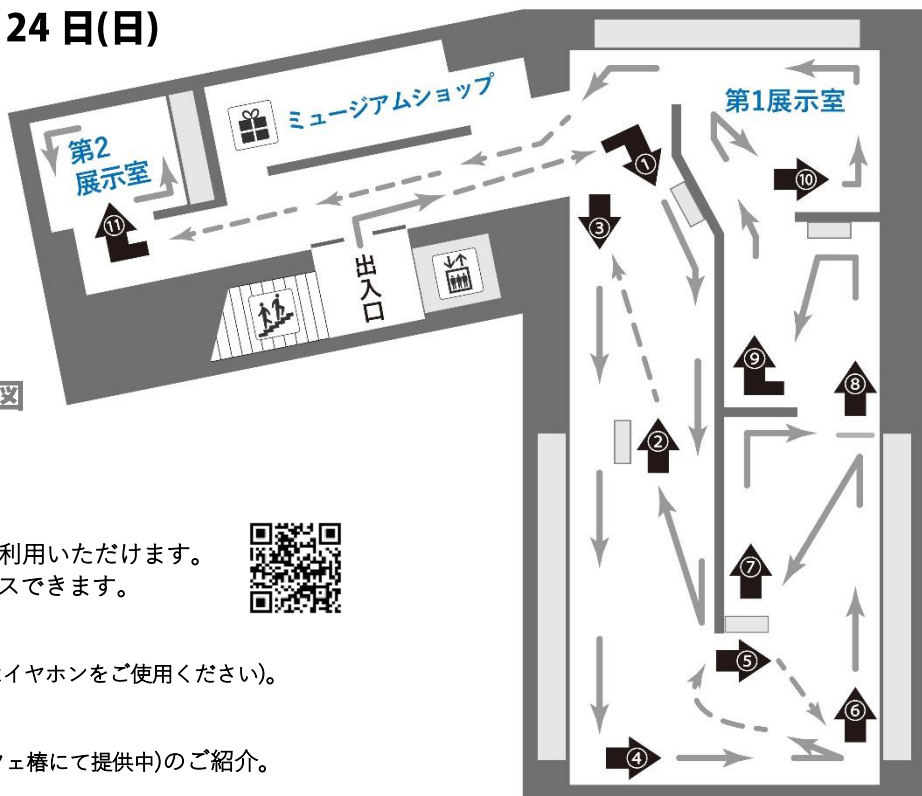 24 日(日)
ミュージアムショップ
第1展示室
第2
展示室
出入口
①
②
③
④
⑤
⑥
⑦
⑧
⑨
⑩
⑪
図
利用いただけます。
スできます。
イヤホンをご使用ください)。
フェ椿にて提供中)のご紹介。